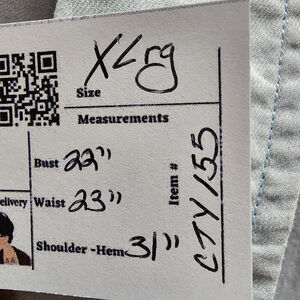 XLrg
Size
Measurements
Bust 22"
elivery Waist 23"
Shoulder -Hem 31"
Item # CTY155